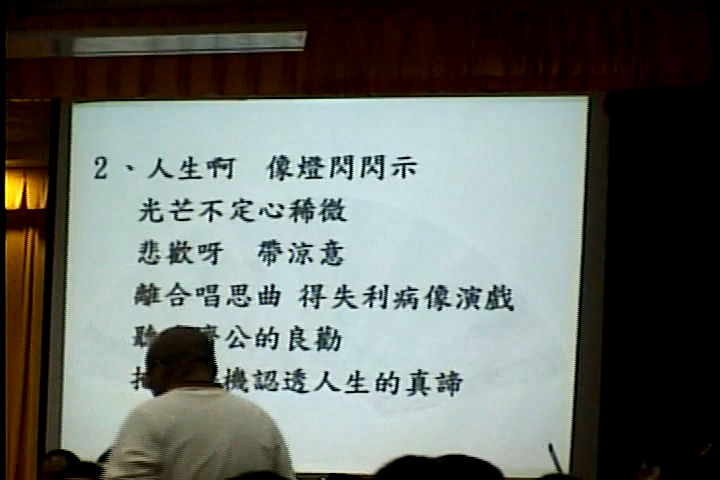 2、人生啊 像燈閃閃示
光芒不定心稀微
悲歡呀 帶涼意
離合唱思曲 得失利病像演戲
聽濟公的良勸
機認透人生的真諦